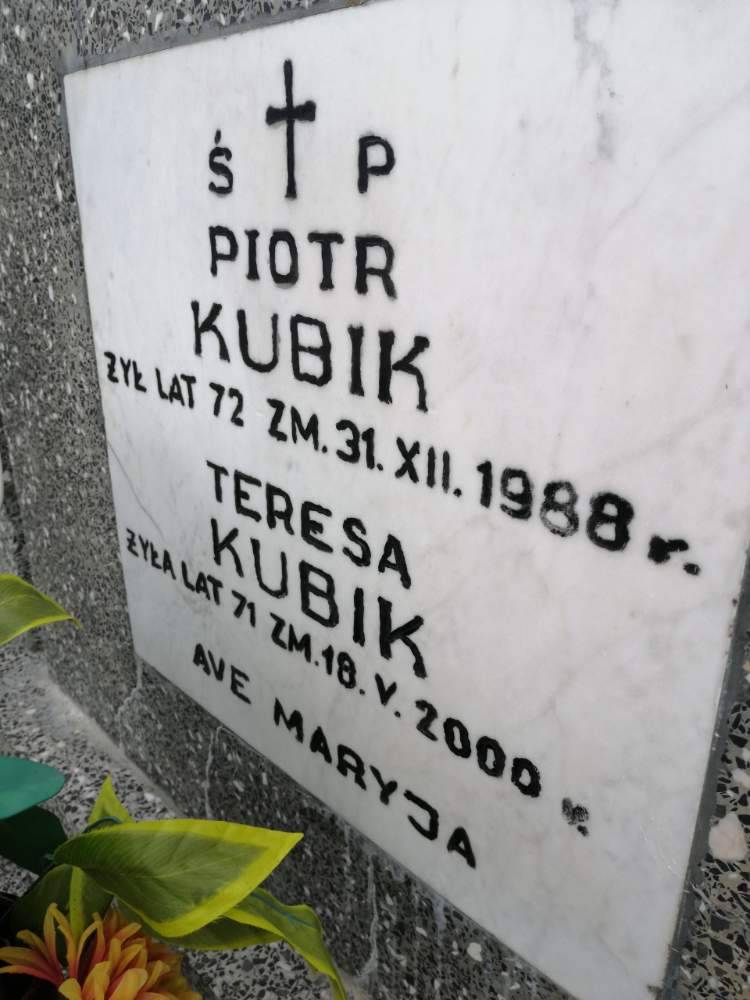 Ś P
PIOTR
KUBIK
ŻYŁ LAT 72 ZM. 31. XII. 1988 r.
TERESA
KUBIK
ŻYŁA LAT 71 ZM. 18. V. 2000 r.
AVE MARYJA